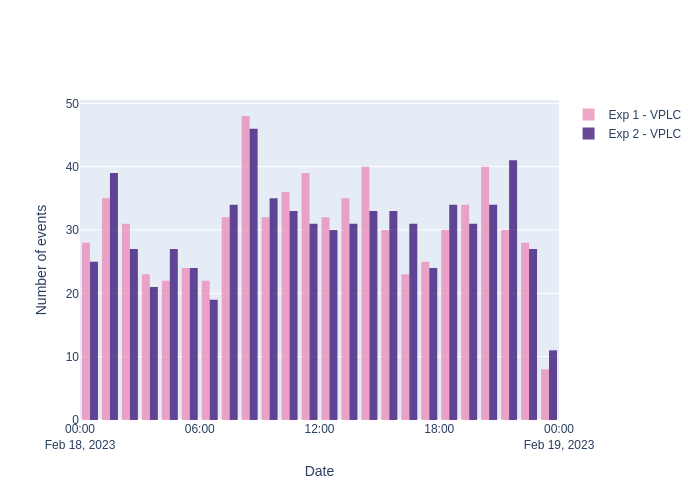 50
40
30
20
10
0
Number of events
00:00
Feb 18, 2023
06:00
12:00
18:00
00:00
Feb 19, 2023
Date
Exp 1 - VPLC
Exp 2 - VPLC